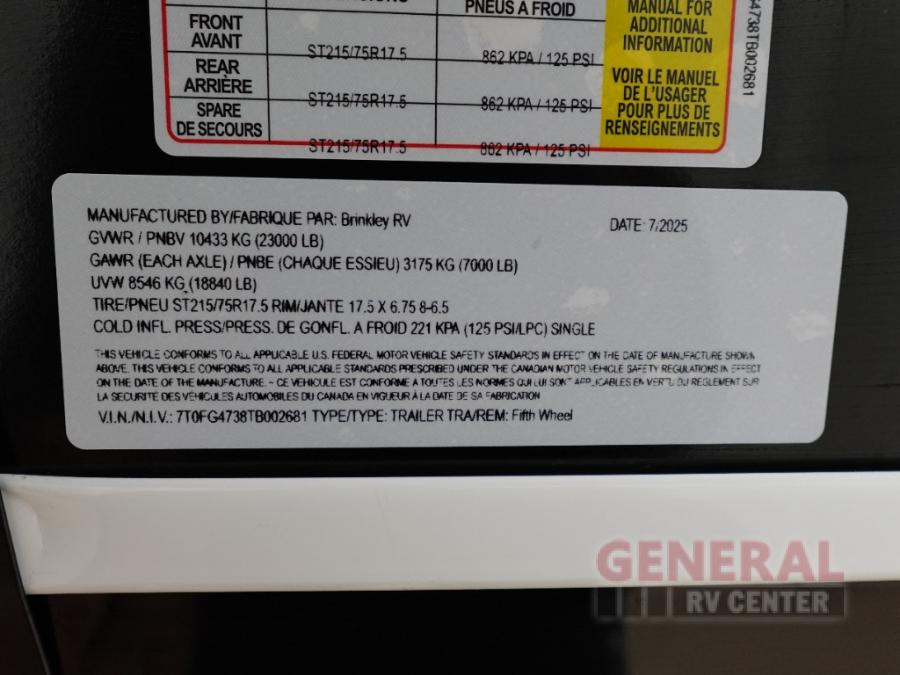 PNEUS A FROID
MANUAL FOR
ADDITIONAL
INFORMATION
FRONT
AVANT
ST215/75R17.5
862 KPA / 125 PSI
REAR
ARRIÈRE
ST215/75R17.5
862 KPA / 125 PSI
SPARE
DE SECOURS
ST215/75R17.5
862 KPA / 125 PSI
VOIR LE MANUEL
DE L'USAGER
POUR PLUS DE
RENSEIGNEMENTS
4738TB002681
MANUFACTURED BY/FABRIQUE PAR: Brinkley RV
DATE: 7/2025
GVWR / PNBV 10433 KG (23000 LB)
GAWR (EACH AXLE) / PNBE (CHAQUE ESSIEU) 3175 KG (7000 LB)
UVW 8546 KG (18840 LB)
TIRE/PNEU ST215/75R17.5 RIM/JANTE 17.5 X 6.75 8-6.5
COLD INFL. PRESS/PRESS. DE GONFL. A FROID 221 KPA (125 PSI/LPC) SINGLE
THIS VEHICLE CONFORMS TO ALL APPLICABLE U.S. FEDERAL MOTOR VEHICLE SAFETY STANDARDS IN EFFECT ON THE DATE OF MANUFACTURE SHOWN
ABOVE. THIS VEHICLE CONFORMS TO ALL APPLICABLE STANDARDS PRESCRIBED UNDER THE CANADIAN MOTOR VEHICLE SAFETY REGULATIONS IN EFFECT
ON THE DATE OF THE MANUFACTURE. - CE VEHICULE EST CONFORME A TOUTES LES NORMES QUI LUI SONT APPLICABLES EN VERTU DU REGLEMENT SUR
LA SECURITE DES VÉHICULES AUTOMOBILES DU CANADA EN VIGUEUR À LA DATE DE SA FABRICATION
V.I.N./N.I.V.: 7T0FG4738TB002681 TYPE/TYPE: TRAILER TRA/REM: Fifth Wheel
GENERAL
RV CENTER